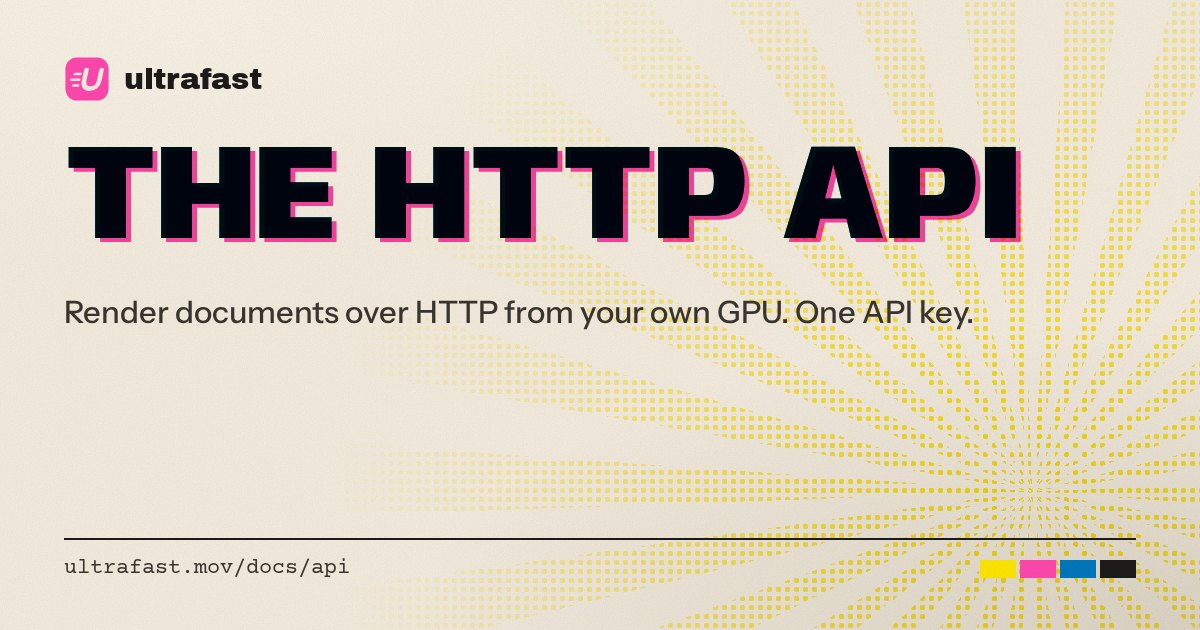 ultrafast
THE HTTP API
Render documents over HTTP from your own GPU. One API key.
ultrafast.mov/docs/api